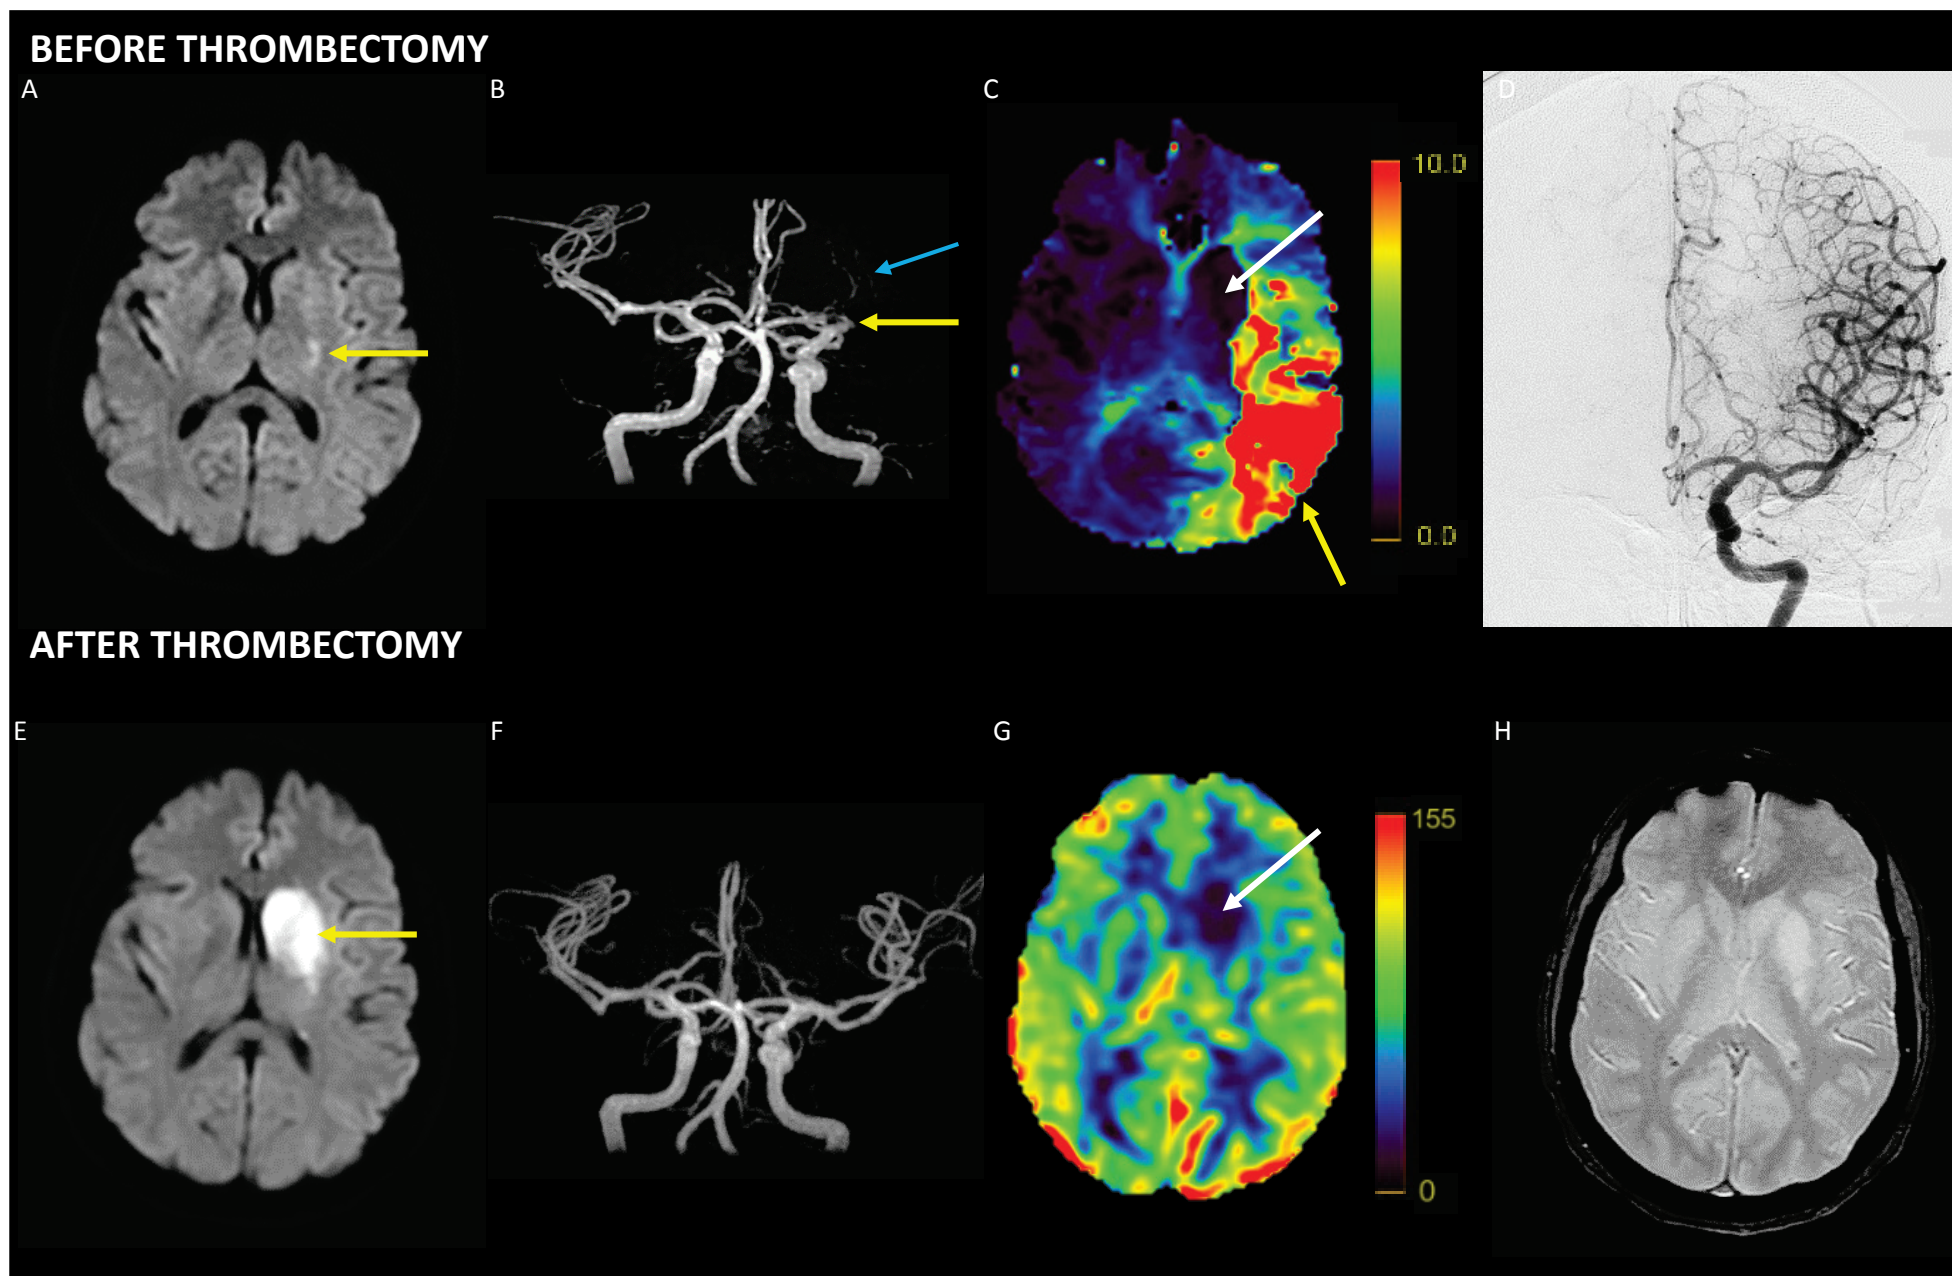 BEFORE THROMBECTOMY
A
B
C
D
10.0
0.0
AFTER THROMBECTOMY
E
F
G
H
155
0